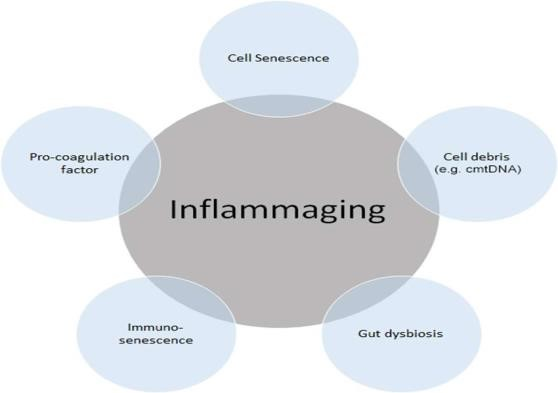 Cell Senescence
Pro-coagulation
factor
Cell debris
(e.g. cmtDNA)
Inflammaging
Immuno-
senescence
Gut dysbiosis